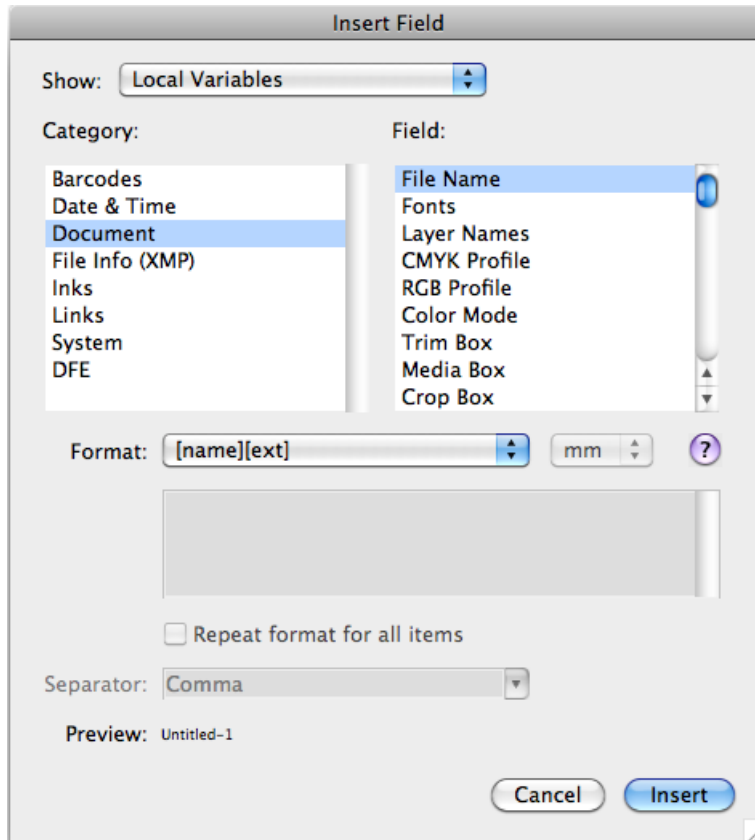 Insert Field
Show: Local Variables
Category:
Field:
Barcodes
Date & Time
Document
File Info (XMP)
Inks
Links
System
DFE
File Name
Fonts
Layer Names
CMYK Profile
RGB Profile
Color Mode
Trim Box
Media Box
Crop Box
Format: [name][ext] mm ?
Repeat format for all items
Separator: Comma
Preview: Untitled-1
Cancel Insert